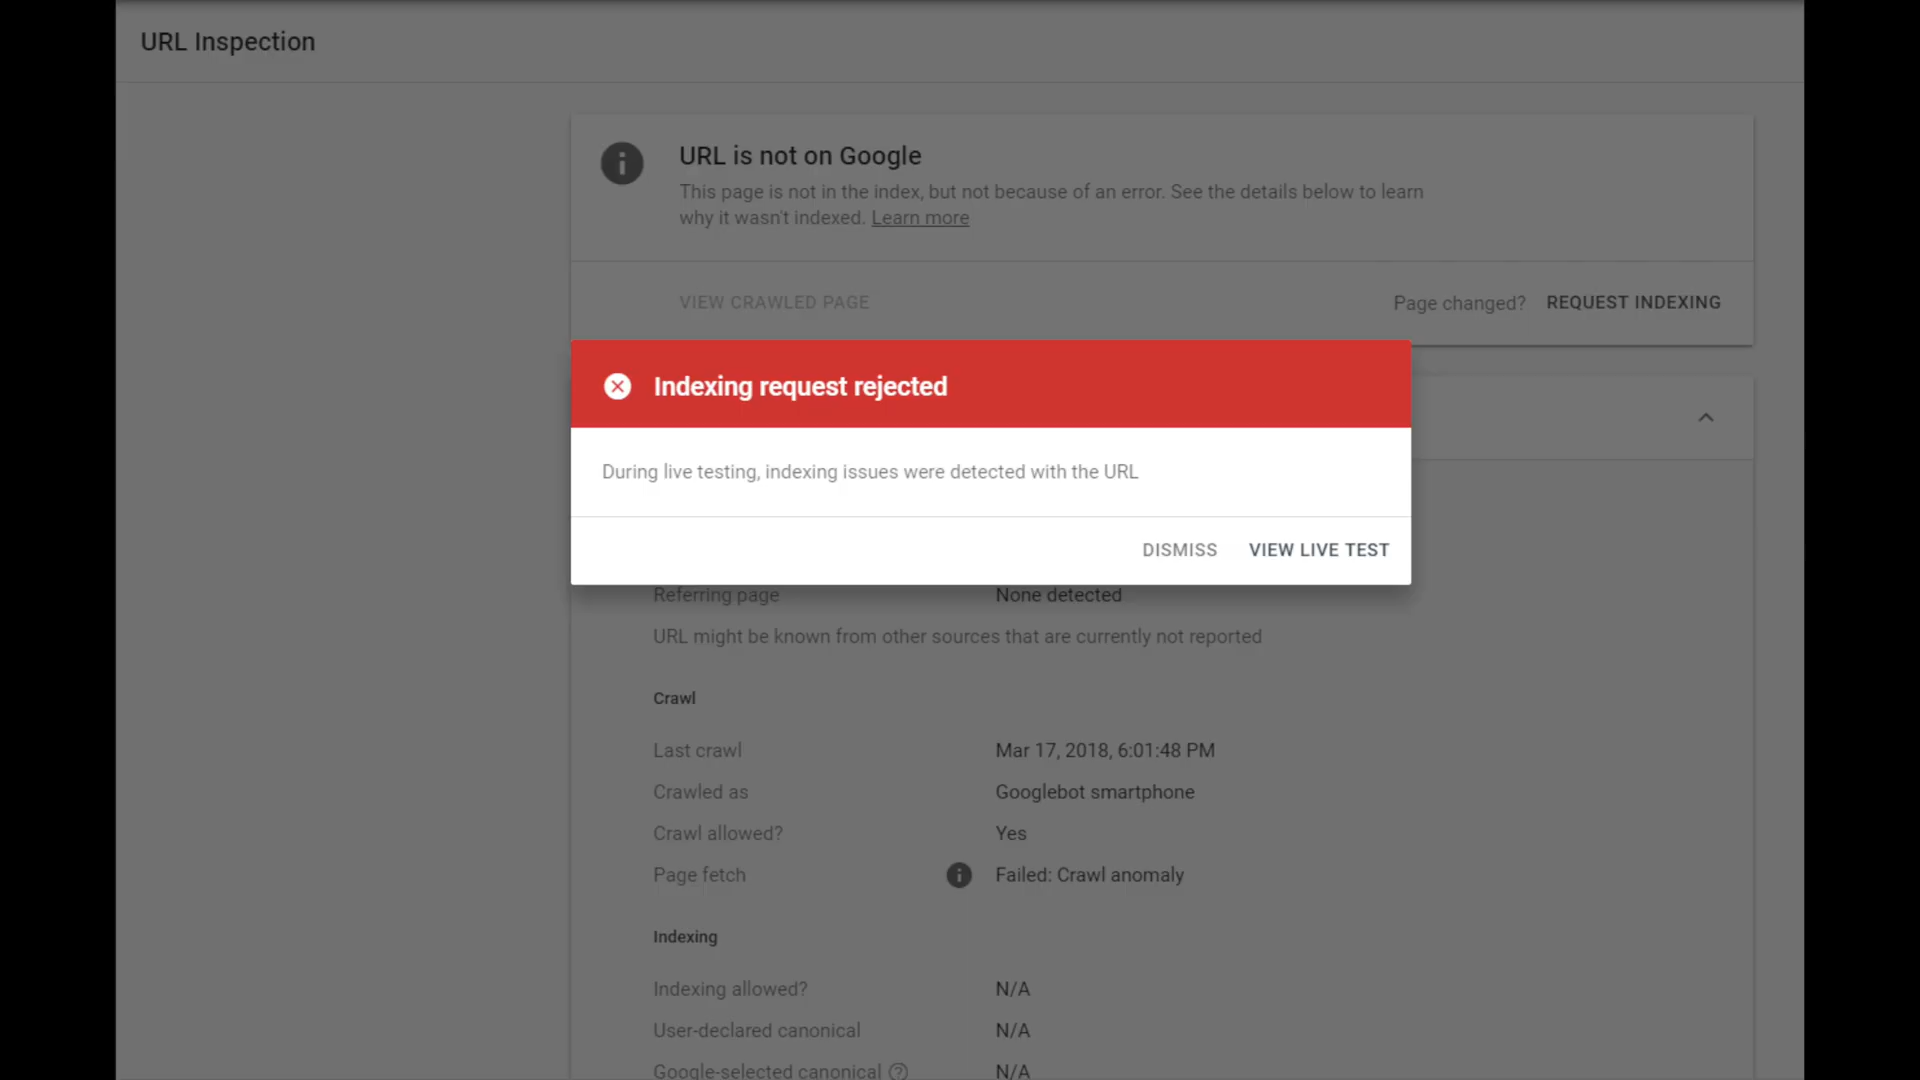 URL Inspection
URL is not on Google
This page is not in the index, but not because of an error. See the details below to learn
why it wasn't indexed. Learn more
VIEW CRAWLED PAGE
Page changed? REQUEST INDEXING
Indexing request rejected
During live testing, indexing issues were detected with the URL
DISMISS VIEW LIVE TEST
Referring page None detected
URL might be known from other sources that are currently not reported
Crawl
Last crawl Mar 17, 2018, 6:01:48 PM
Crawled as Googlebot smartphone
Crawl allowed? Yes
Page fetch Failed: Crawl anomaly
Indexing
Indexing allowed? N/A
User-declared canonical N/A
Google-selected canonical N/A